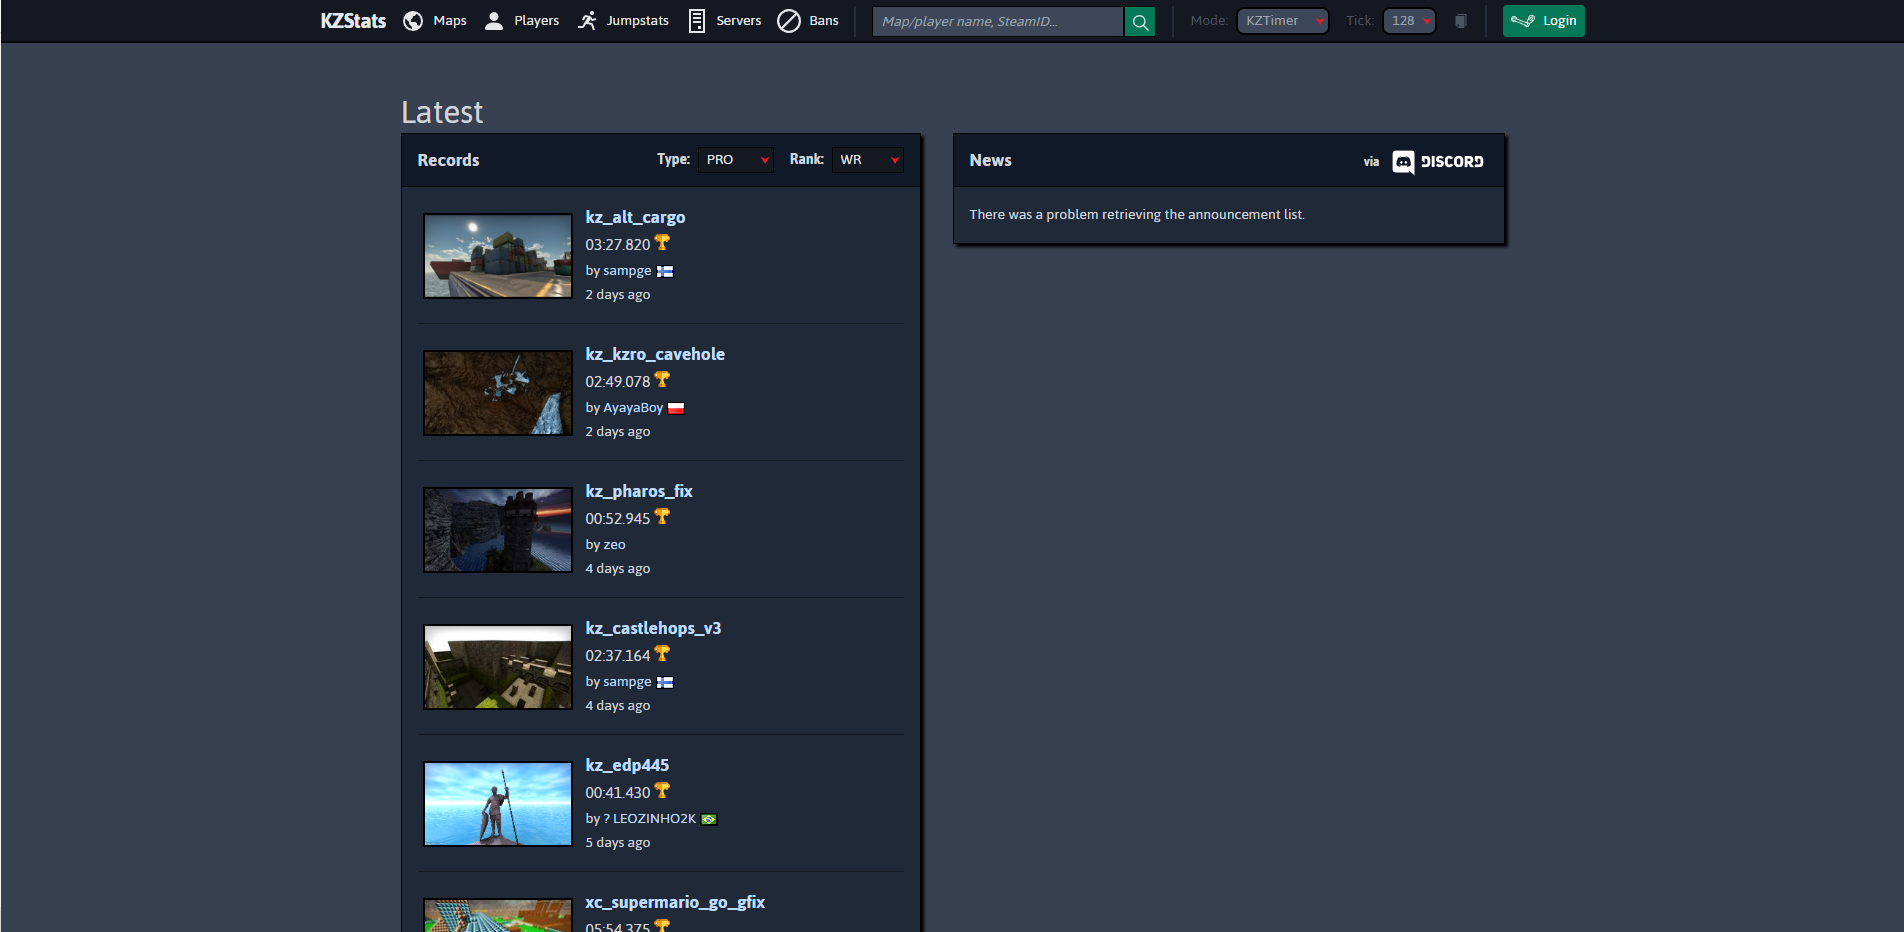 KZStats Maps Players Jumpstats Servers Bans Map/player name, SteamID... Mode: KZTimer Tick: 128 Login
Latest
Records Type: PRO Rank: WR
kz_alt_cargo
03:27.820
by sampge
2 days ago
kz_kzro_cavehole
02:49.078
by AyayaBoy
2 days ago
kz_pharos_fix
00:52.945
by zeo
4 days ago
kz_castlehops_v3
02:37.164
by sampge
4 days ago
kz_edp445
00:41.430
by ? LEOZINHO2K
5 days ago
xc_supermario_go_gfix
05:54.375
News via DISCORD
There was a problem retrieving the announcement list.